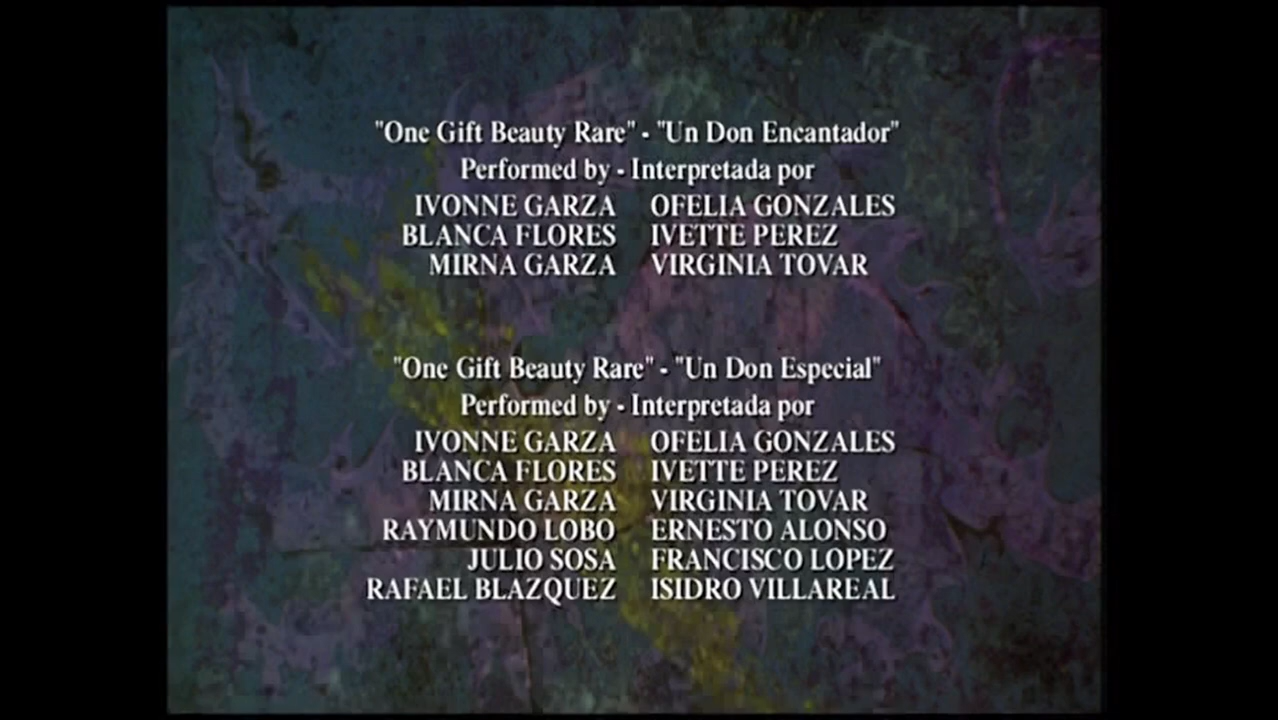 "One Gift Beauty Rare" - "Un Don Encantador"
Performed by - Interpretada por
IVONNE GARZA OFELIA GONZALES
BLANCA FLORES IVETTE PEREZ
MIRNA GARZA VIRGINIA TOVAR
"One Gift Beauty Rare" - "Un Don Especial"
Performed by - Interpretada por
IVONNE GARZA OFELIA GONZALES
BLANCA FLORES IVETTE PEREZ
MIRNA GARZA VIRGINIA TOVAR
RAYMUNDO LOBO ERNESTO ALONSO
JULIO SOSA FRANCISCO LOPEZ
RAFAEL BLAZQUEZ ISIDRO VILLAREAL